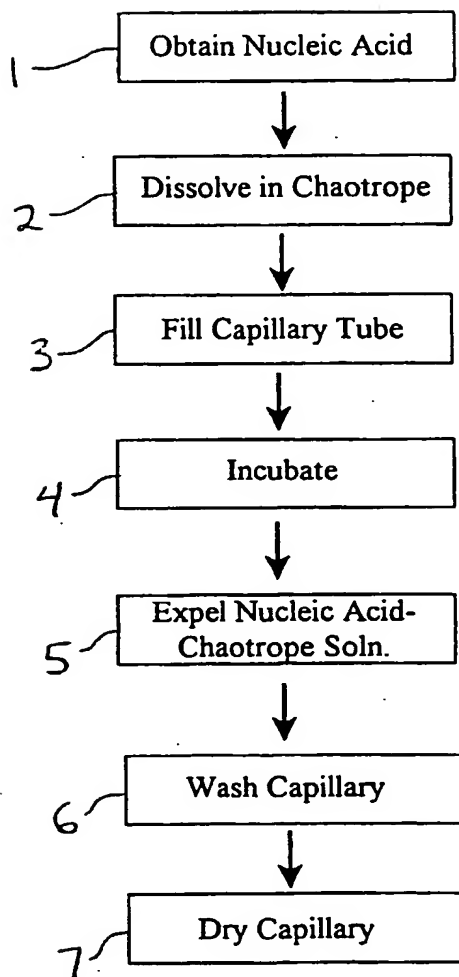 Obtain Nucleic Acid
1
Dissolve in Chaotrope
2
Fill Capillary Tube
3
Incubate
4
Expel Nucleic Acid-
Chaotrope Soln.
5
Wash Capillary
6
Dry Capillary
7